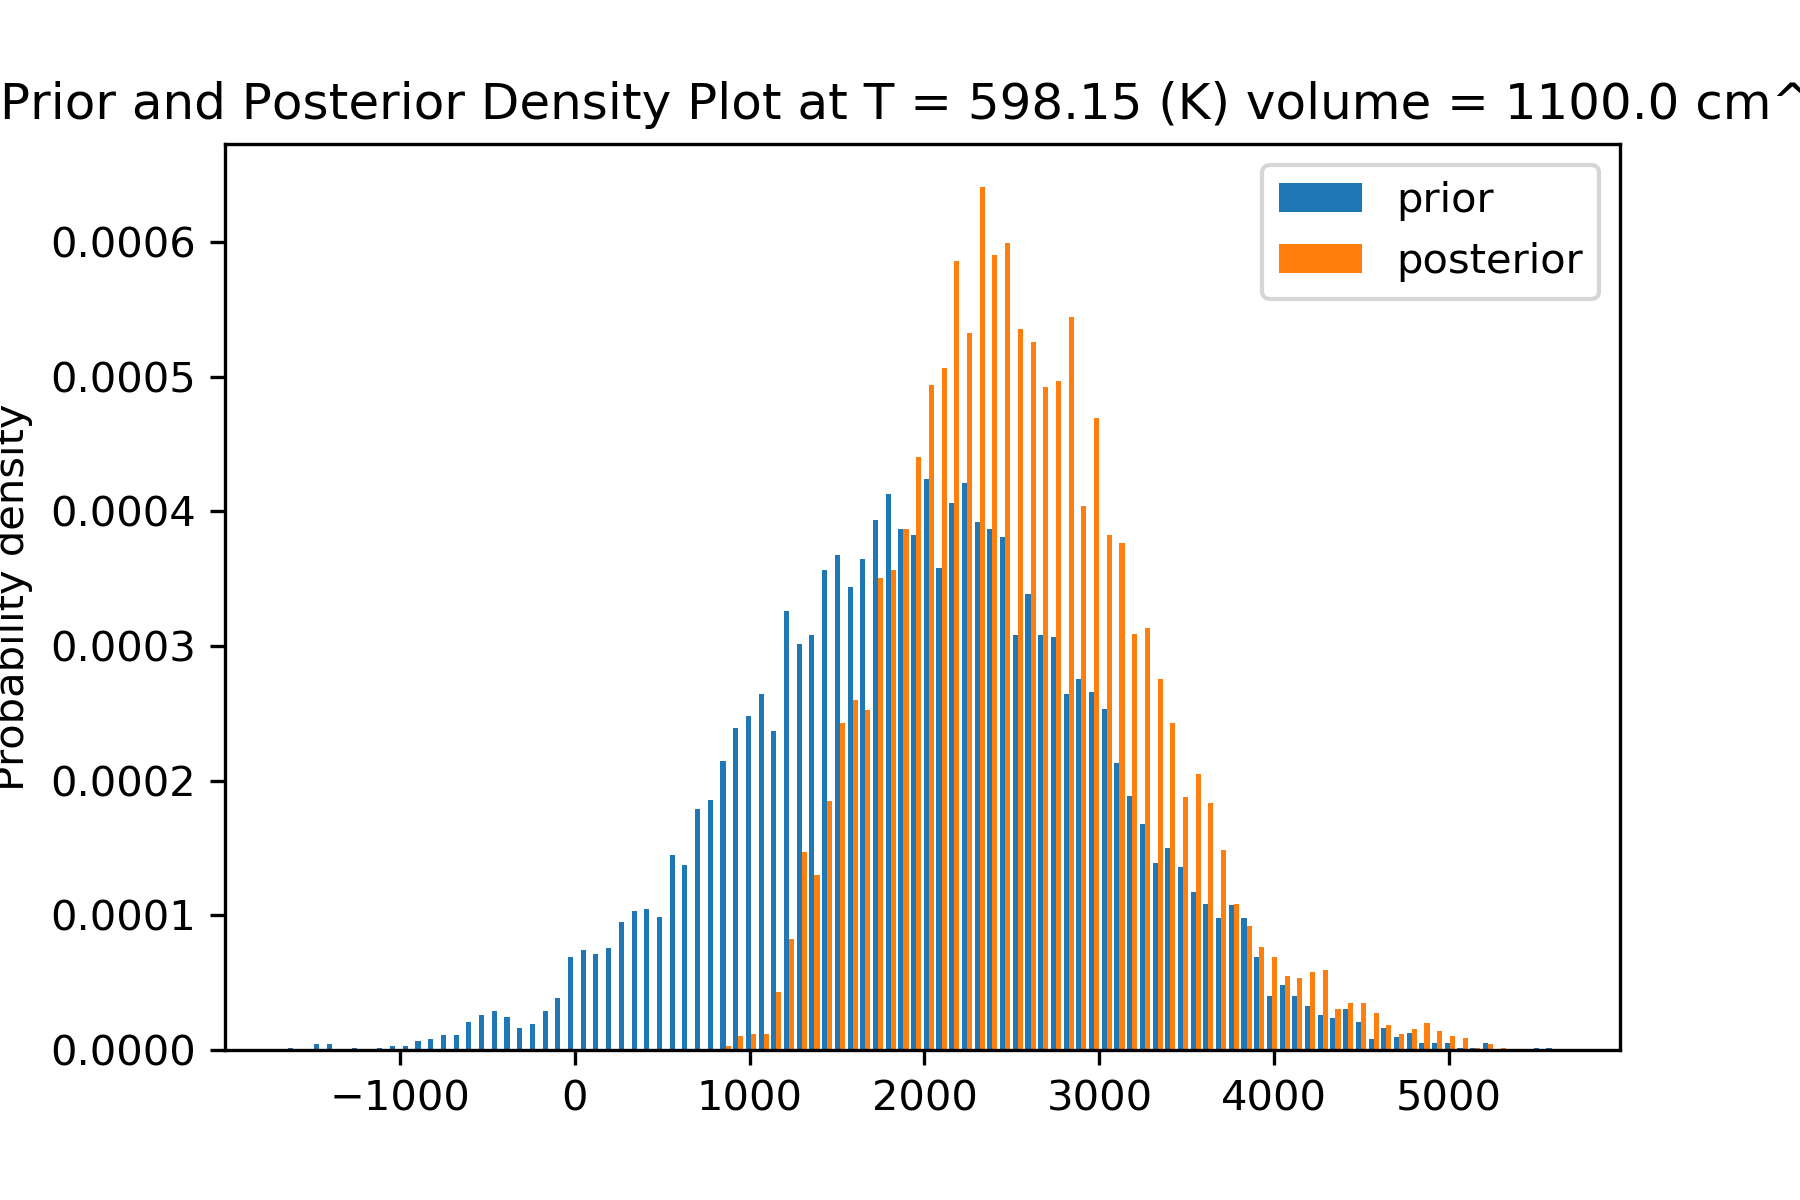 Prior and Posterior Density Plot at T = 598.15 (K) volume = 1100.0 cm^
prior
posterior
Probability density
0.0006
0.0005
0.0004
0.0003
0.0002
0.0001
0.0000
−1000 0 1000 2000 3000 4000 5000